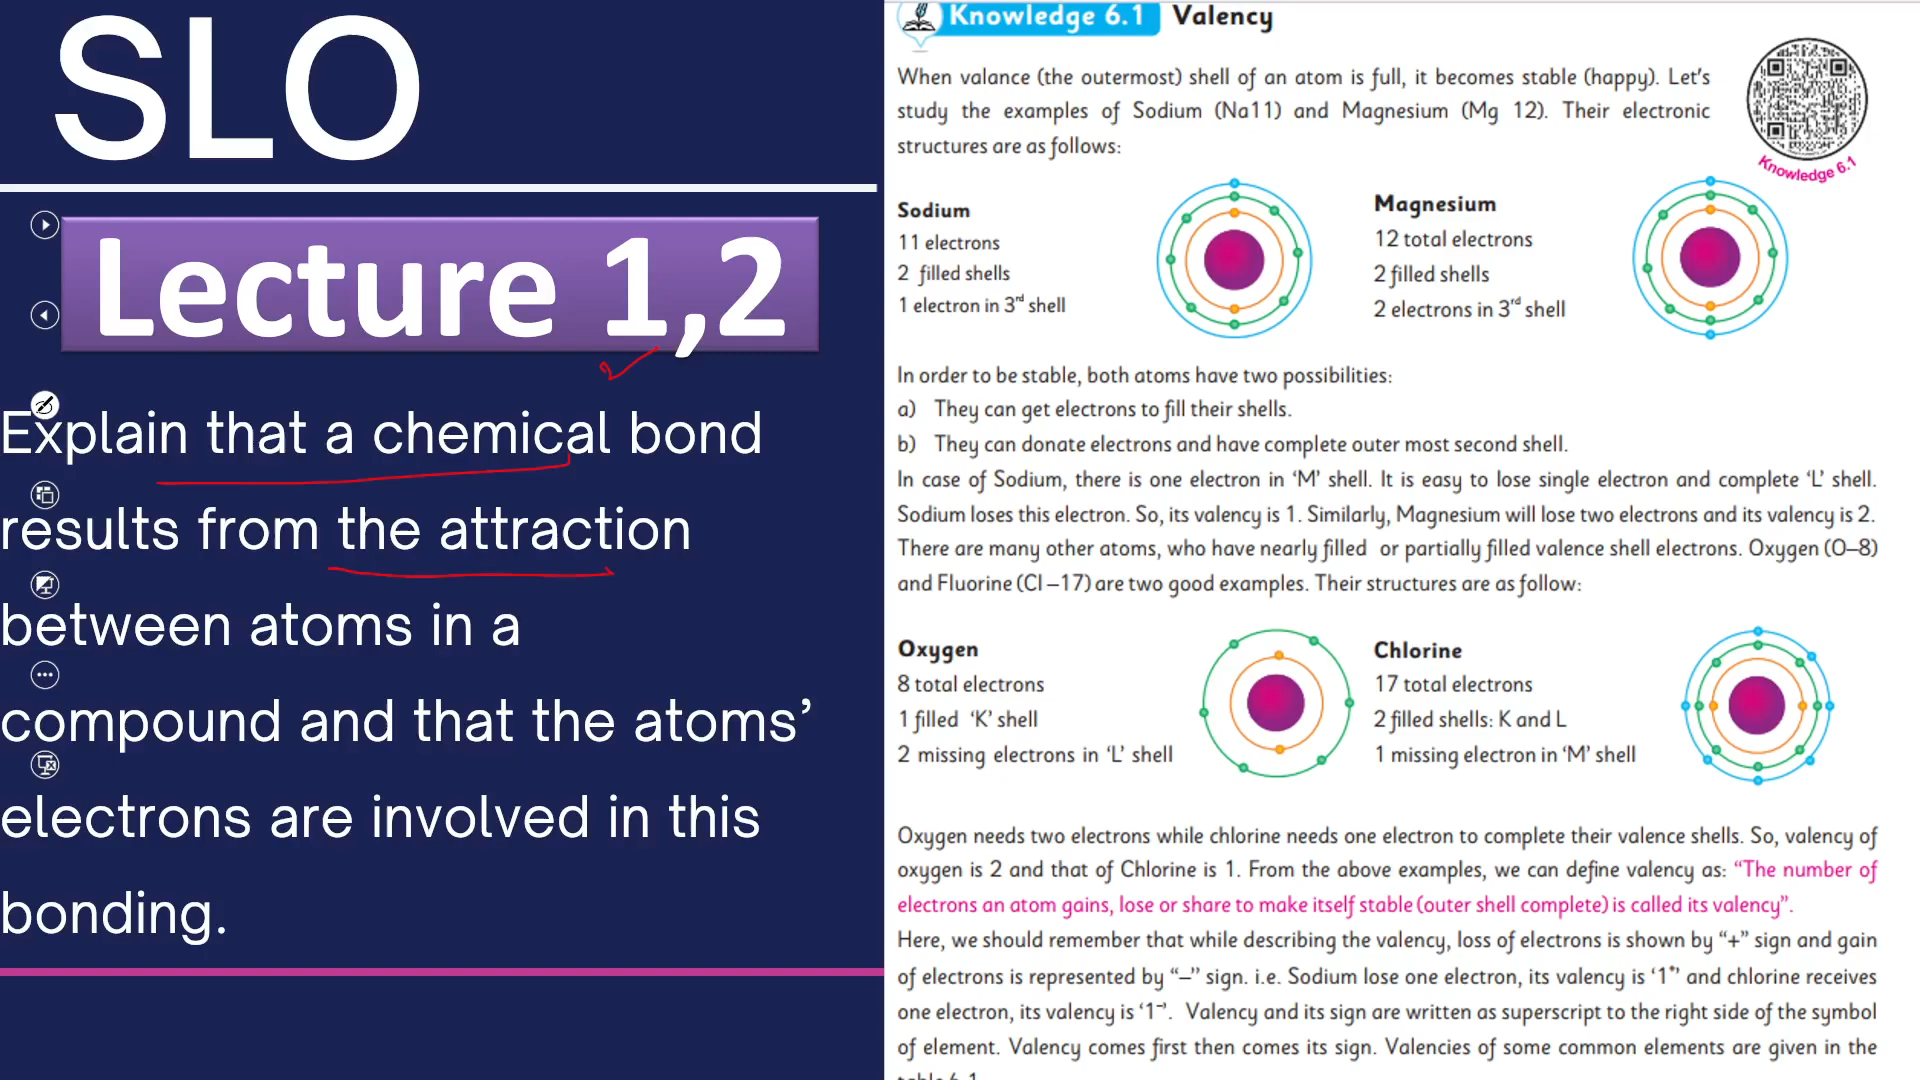 SLO
Lecture 1,2
Explain that a chemical bond
results from the attraction
between atoms in a
compound and that the atoms’
electrons are involved in this
bonding.
Knowledge 6.1 Valency
When valance (the outermost) shell of an atom is full, it becomes stable (happy). Let's
study the examples of Sodium (Na11) and Magnesium (Mg 12). Their electronic
structures are as follows:
Knowledge 6.1
Sodium
11 electrons
2 filled shells
1 electron in 3rd shell
Magnesium
12 total electrons
2 filled shells
2 electrons in 3rd shell
In order to be stable, both atoms have two possibilities:
a) They can get electrons to fill their shells.
b) They can donate electrons and have complete outer most second shell.
In case of Sodium, there is one electron in ‘M’ shell. It is easy to lose single electron and complete ‘L’ shell.
Sodium loses this electron. So, its valency is 1. Similarly, Magnesium will lose two electrons and its valency is 2.
There are many other atoms, who have nearly filled or partially filled valence shell electrons. Oxygen (O–8)
and Fluorine (Cl –17) are two good examples. Their structures are as follow:
Oxygen
8 total electrons
1 filled ‘K’ shell
2 missing electrons in ‘L’ shell
Chlorine
17 total electrons
2 filled shells: K and L
1 missing electron in ‘M’ shell
Oxygen needs two electrons while chlorine needs one electron to complete their valence shells. So, valency of
oxygen is 2 and that of Chlorine is 1. From the above examples, we can define valency as: “The number of
electrons an atom gains, lose or share to make itself stable (outer shell complete) is called its valency”.
Here, we should remember that while describing the valency, loss of electrons is shown by “+” sign and gain
of electrons is represented by “–” sign. i.e. Sodium lose one electron, its valency is ‘1⁺’ and chlorine receives
one electron, its valency is ‘1⁻’. Valency and its sign are written as superscript to the right side of the symbol
of element. Valency comes first then comes its sign. Valencies of some common elements are given in the